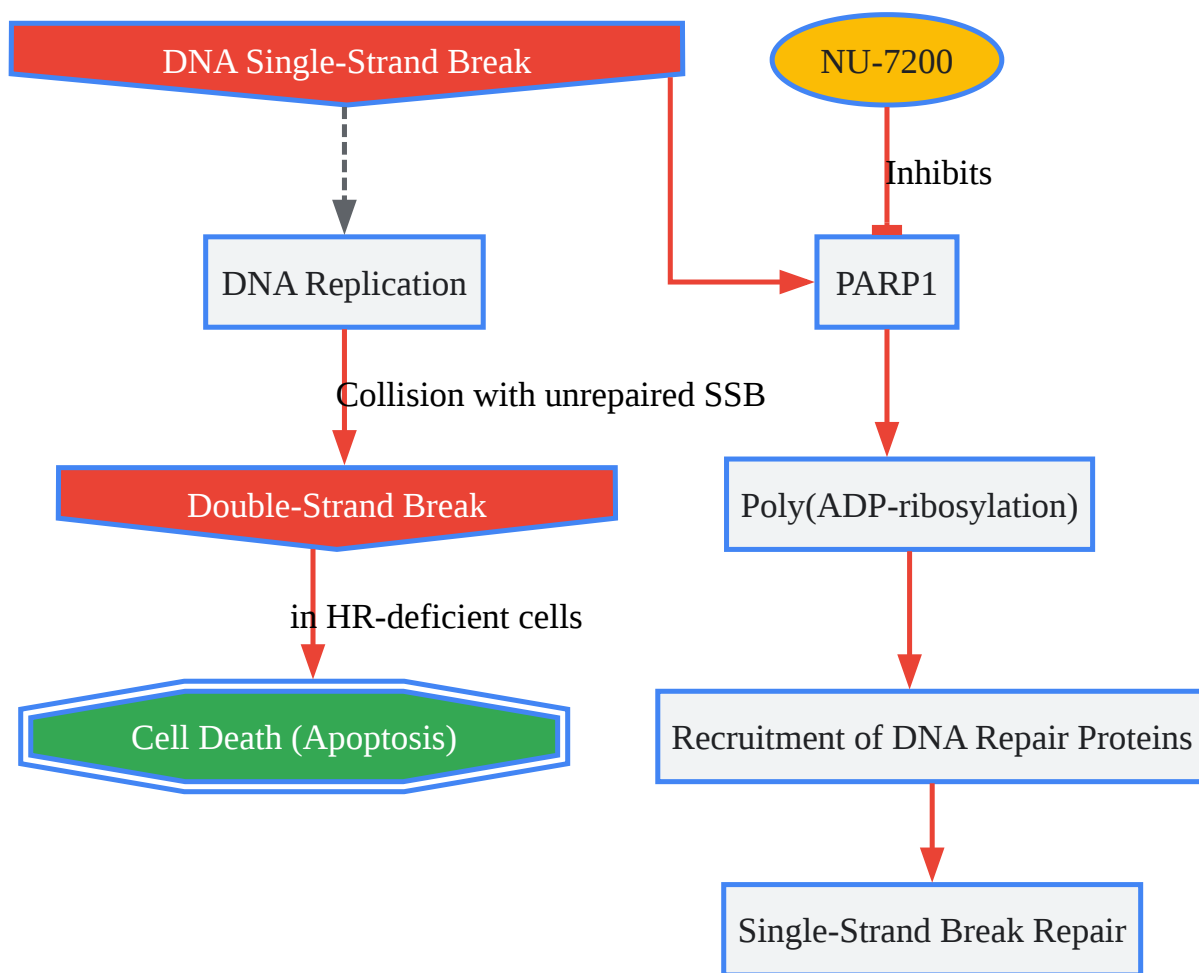 DNA Single-Strand Break
NU-7200
Inhibits
DNA Replication
PARP1
Collision with unrepaired SSB
Double-Strand Break
Poly(ADP-ribosylation)
in HR-deficient cells
Cell Death (Apoptosis)
Recruitment of DNA Repair Proteins
Single-Strand Break Repair